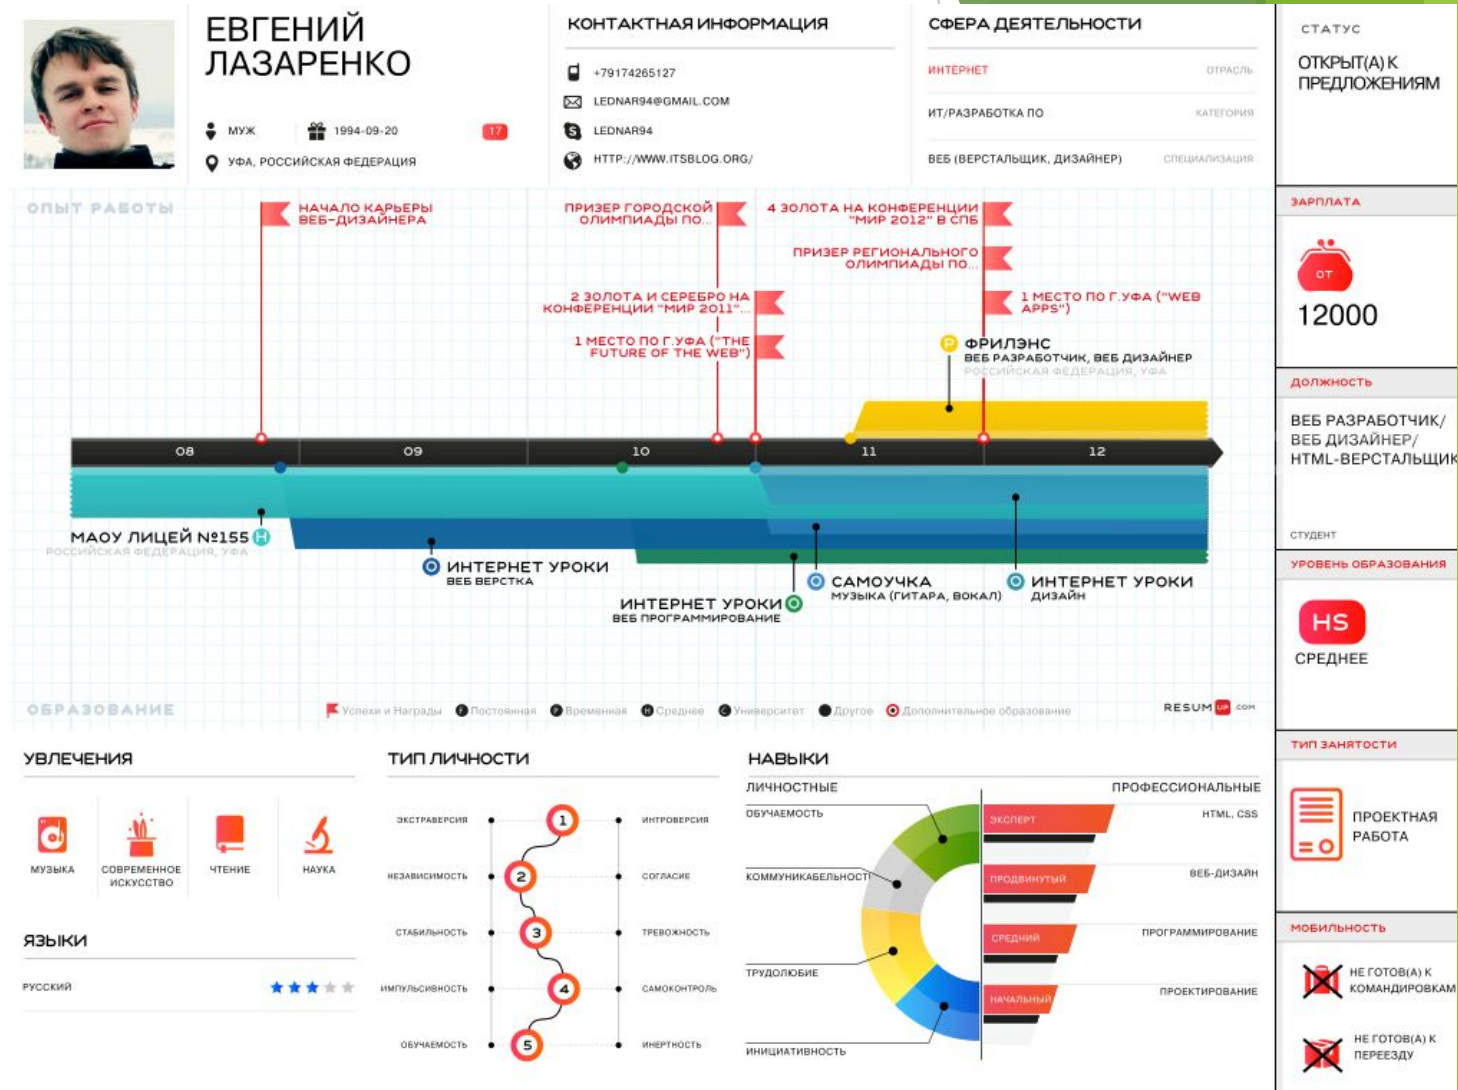 ЕВГЕНИЙ
ЛАЗАРЕНКО
МУЖ
1994-09-20
17
УФА, РОССИЙСКАЯ ФЕДЕРАЦИЯ
КОНТАКТНАЯ ИНФОРМАЦИЯ
+79174265127
LEDNAR94@GMAIL.COM
LEDNAR94
HTTP://WWW.ITSBLOG.ORG/
СФЕРА ДЕЯТЕЛЬНОСТИ
ИНТЕРНЕТ ОТРАСЛЬ
ИТ/РАЗРАБОТКА ПО КАТЕГОРИЯ
ВЕБ (ВЕРСТАЛЬЩИК, ДИЗАЙНЕР) СПЕЦИАЛИЗАЦИЯ
СТАТУС
ОТКРЫТ(А) К
ПРЕДЛОЖЕНИЯМ
ОПЫТ РАБОТЫ
НАЧАЛО КАРЬЕРЫ
ВЕБ-ДИЗАЙНЕРА
ПРИЗЕР ГОРОДСКОЙ
ОЛИМПИАДЫ ПО...
4 ЗОЛОТА НА КОНФЕРЕНЦИИ
"МИР 2012" В СПБ
ПРИЗЕР РЕГИОНАЛЬНОГО
ОЛИМПИАДЫ ПО...
2 ЗОЛОТА И СЕРЕБРО НА
КОНФЕРЕНЦИИ "МИР 2011"...
1 МЕСТО ПО Г.УФА ("WEB
APPS")
1 МЕСТО ПО Г.УФА ("THE
FUTURE OF THE WEB")
P
ФРИЛЭНС
ВЕБ РАЗРАБОТЧИК, ВЕБ ДИЗАЙНЕР
РОССИЙСКАЯ ФЕДЕРАЦИЯ, УФА
08 09 10 11 12
МАОУ ЛИЦЕЙ №155 H
РОССИЙСКАЯ ФЕДЕРАЦИЯ, УФА
ИНТЕРНЕТ УРОКИ
ВЕБ ВЕРСТКА
ИНТЕРНЕТ УРОКИ
ВЕБ ПРОГРАММИРОВАНИЕ
САМОУЧКА
МУЗЫКА (ГИТАРА, ВОКАЛ)
ИНТЕРНЕТ УРОКИ
ДИЗАЙН
ОБРАЗОВАНИЕ
Успехи и Награды Постоянная Временная Среднее Университет Другое Дополнительное образование
RESUMUP.COM
ЗАРПЛАТА
ОТ
12000
ДОЛЖНОСТЬ
ВЕБ РАЗРАБОТЧИК/
ВЕБ ДИЗАЙНЕР/
HTML-ВЕРСТАЛЬЩИК
СТУДЕНТ
УРОВЕНЬ ОБРАЗОВАНИЯ
HS
СРЕДНЕЕ
ТИП ЗАНЯТОСТИ
ПРОЕКТНАЯ
РАБОТА
МОБИЛЬНОСТЬ
НЕ ГОТОВ(А) К
КОМАНДИРОВКАМ
НЕ ГОТОВ(А) К
ПЕРЕЕЗДУ
УВЛЕЧЕНИЯ
МУЗЫКА
СОВРЕМЕННОЕ
ИСКУССТВО
ЧТЕНИЕ
НАУКА
ЯЗЫКИ
РУССКИЙ
ТИП ЛИЧНОСТИ
ЭКСТРАВЕРСИЯ 1 ИНТРОВЕРСИЯ
НЕЗАВИСИМОСТЬ 2 СОГЛАСИЕ
СТАБИЛЬНОСТЬ 3 ТРЕВОЖНОСТЬ
ИМПУЛЬСИВНОСТЬ 4 САМОКОНТРОЛЬ
ОБУЧАЕМОСТЬ 5 ИНЕРТНОСТЬ
НАВЫКИ
ЛИЧНОСТНЫЕ
ОБУЧАЕМОСТЬ
КОММУНИКАБЕЛЬНОСТЬ
ТРУДОЛЮБИЕ
ИНИЦИАТИВНОСТЬ
ПРОФЕССИОНАЛЬНЫЕ
ЭКСПЕРТ HTML, CSS
ПРОДВИНУТЫЙ ВЕБ-ДИЗАЙН
СРЕДНИЙ ПРОГРАММИРОВАНИЕ
НАЧАЛЬНЫЙ ПРОЕКТИРОВАНИЕ